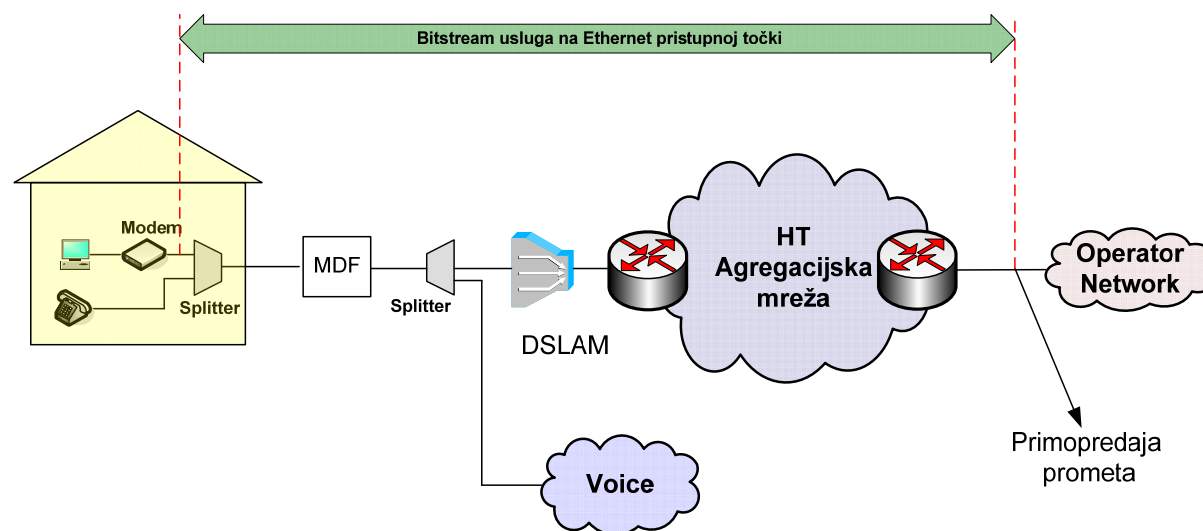 Bitstream usluga na Ethernet pristupnoj točki
Modem
Splitter
MDF
Splitter
DSLAM
HT
Agregacijska
mreža
Operator
Network
Voice
Primopredaja
prometa